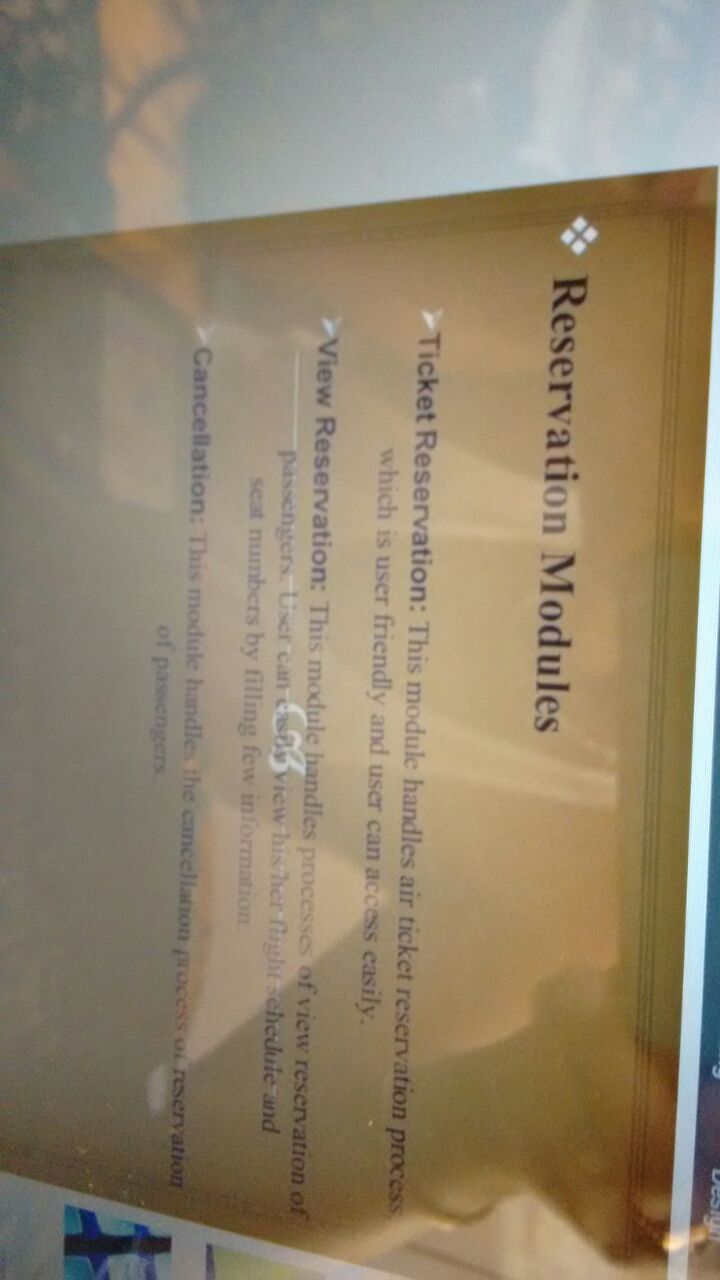 ❖ Reservation Modules
➢Ticket Reservation: This module handles air ticket reservation process
which is user friendly and user can access easily.
➢View Reservation: This module handles processes of view reservation of
passengers. User can easily view his/her flight schedule and
seat numbers by filling few information.
➢Cancellation: This module handles the cancellation process of reservation
of passengers.
Design